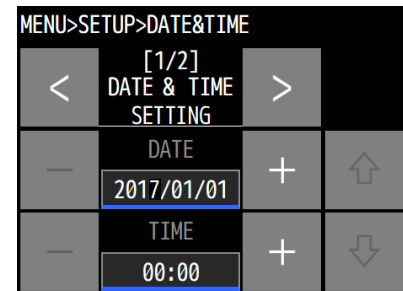 MENU>SETUP>DATE&TIME
[1/2]
< DATE & TIME >
SETTING
DATE
− 2017/01/01 +
TIME
− 00:00 +